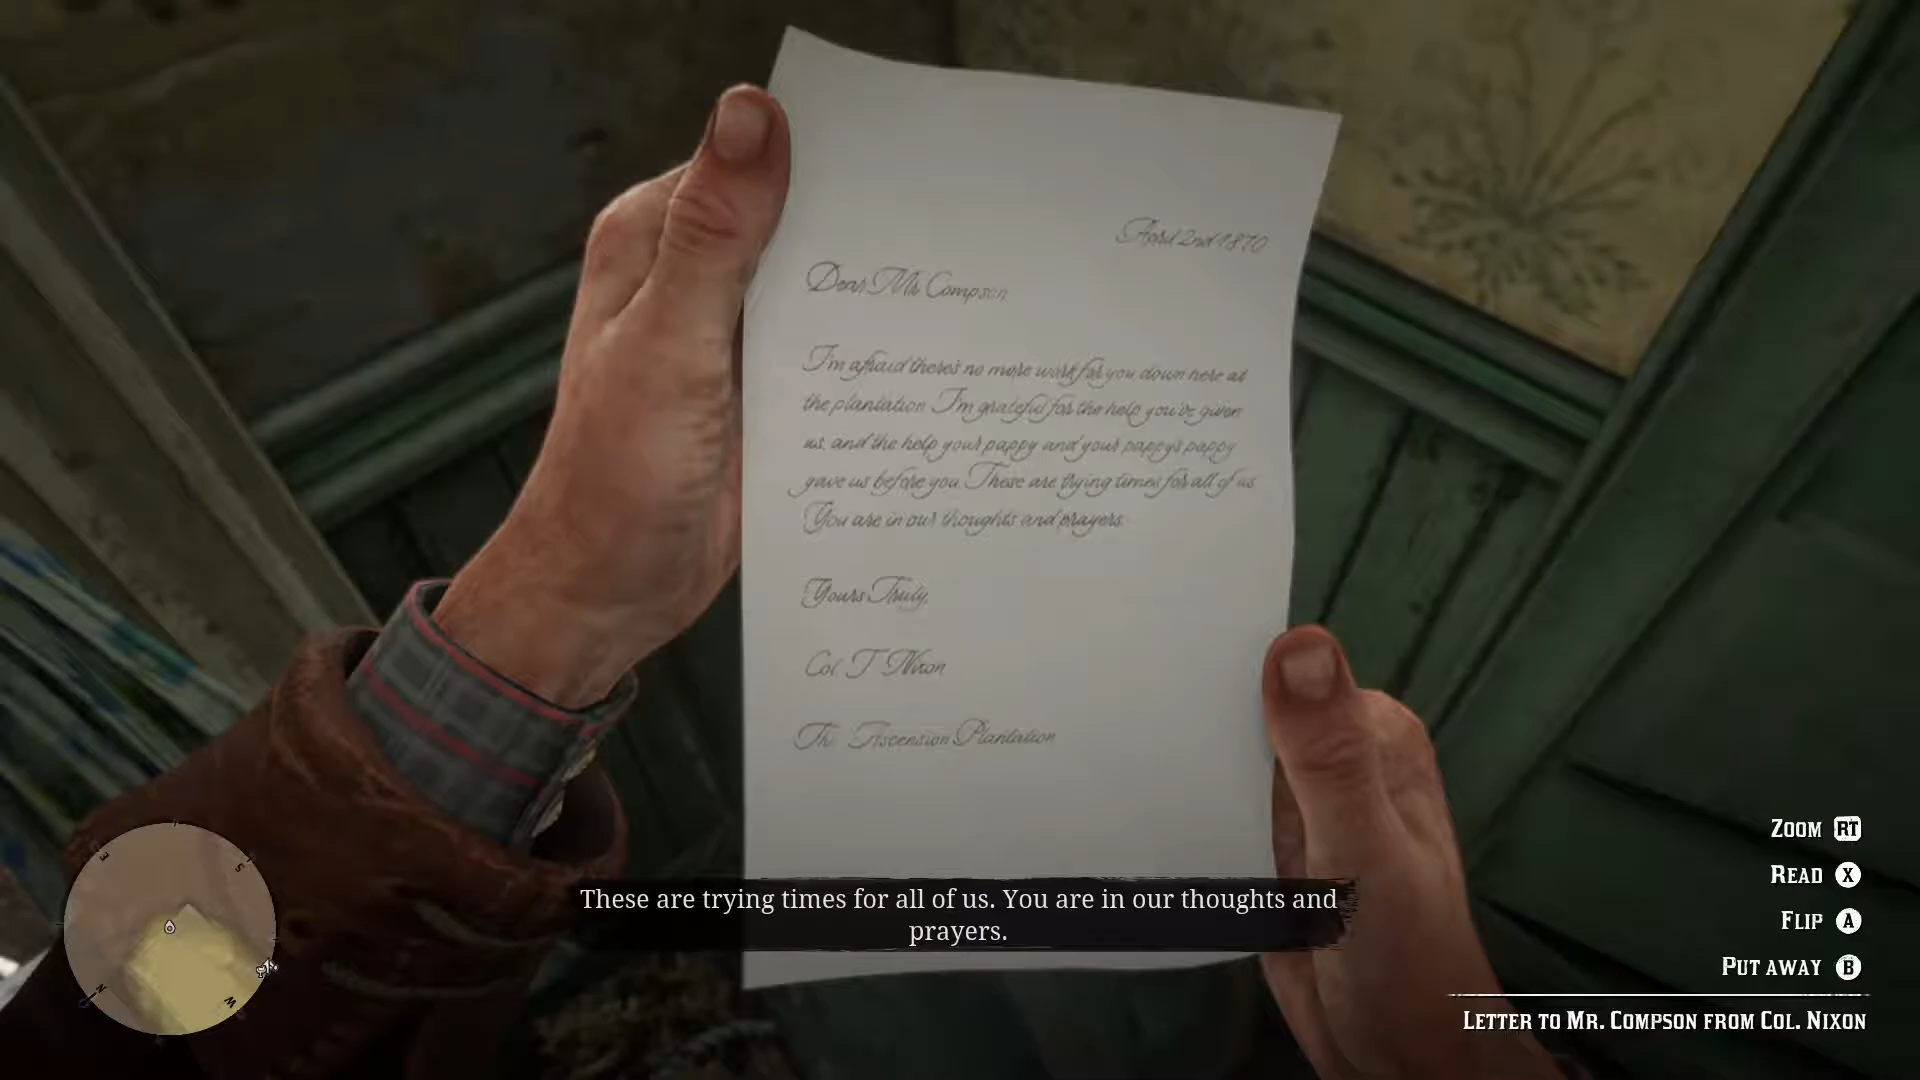 April 2nd 1870
Dear Mr Compson
I'm afraid there's no more work for you down here at
the plantation. I'm grateful for the help you've given
us, and the help your pappy and your pappy's pappy
gave us before you. These are trying times for all of us.
You are in our thoughts and prayers.
Yours Truly,
Col. T. Nixon
The Ascension Plantation
These are trying times for all of us. You are in our thoughts and
prayers.
ZOOM RT
READ X
FLIP A
PUT AWAY B
LETTER TO MR. COMPSON FROM COL. NIXON
E
S
N
W